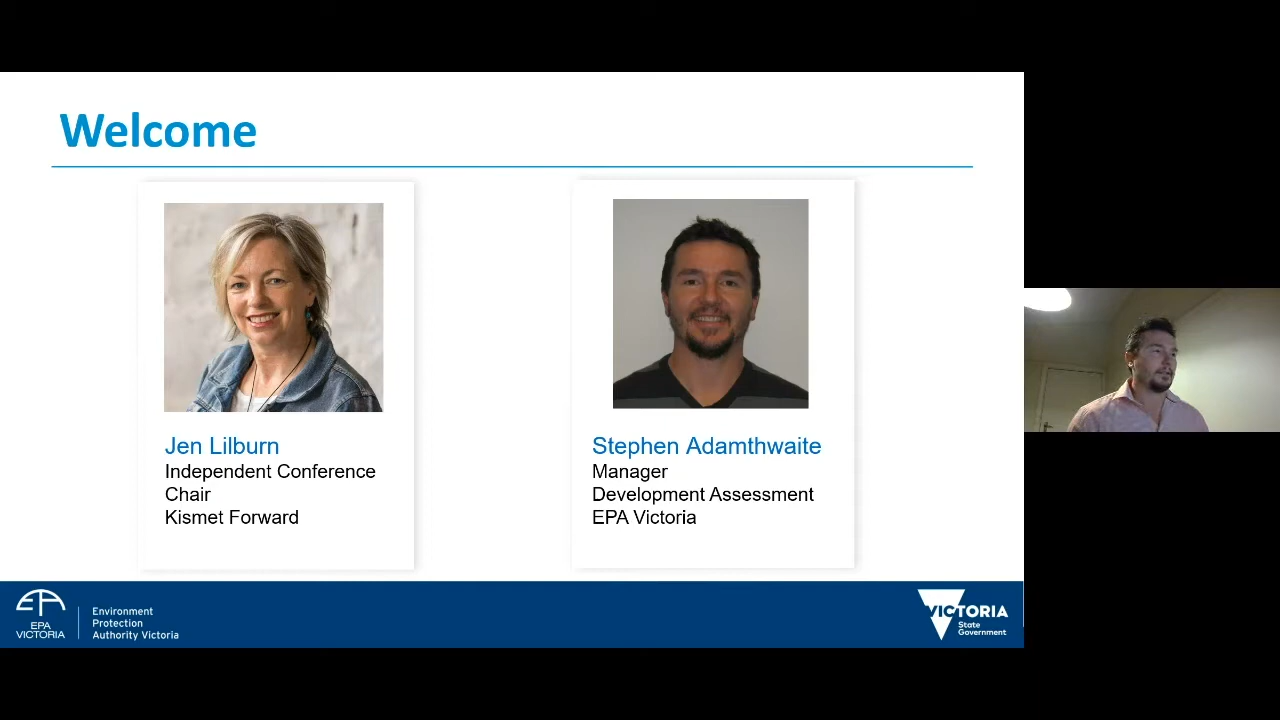 Welcome
Jen Lilburn
Independent Conference
Chair
Kismet Forward
Stephen Adamthwaite
Manager
Development Assessment
EPA Victoria
EPA
VICTORIA
Environment
Protection
Authority Victoria
VICTORIA
State
Government